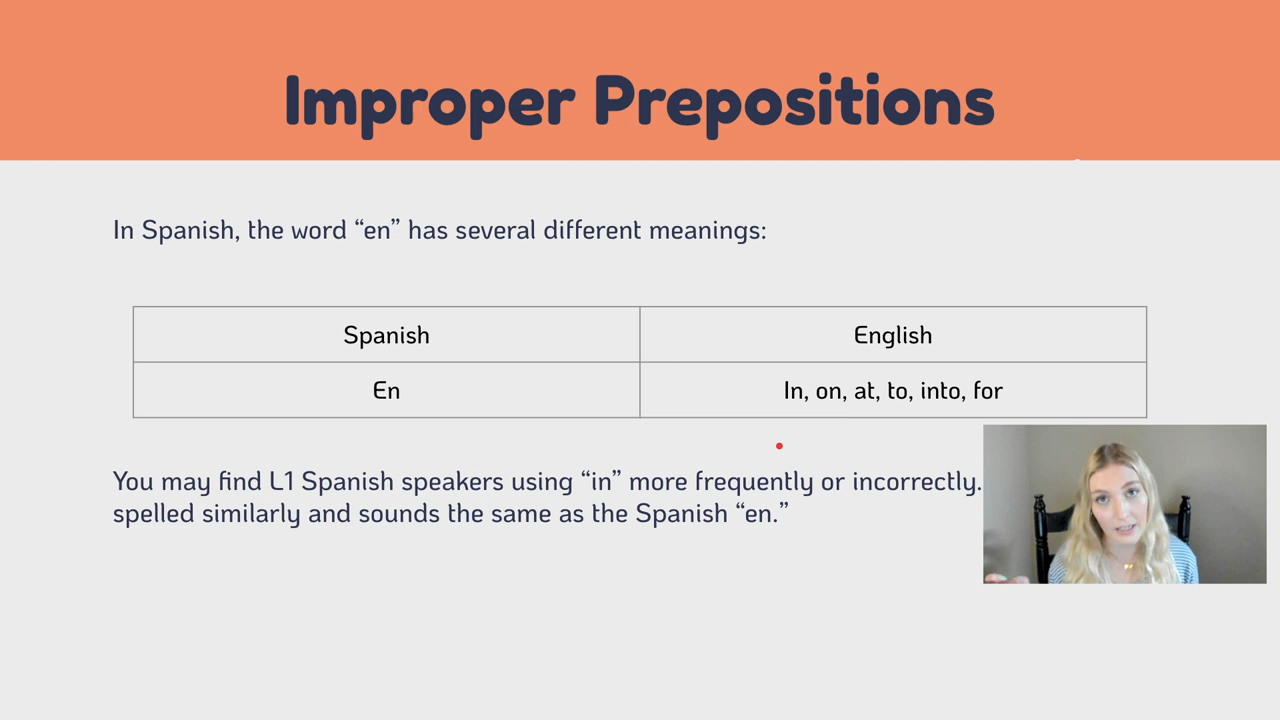 Improper Prepositions
In Spanish, the word “en” has several different meanings:
Spanish
English
En
In, on, at, to, into, for
You may find L1 Spanish speakers using “in” more frequently or incorrectly.
spelled similarly and sounds the same as the Spanish “en.”